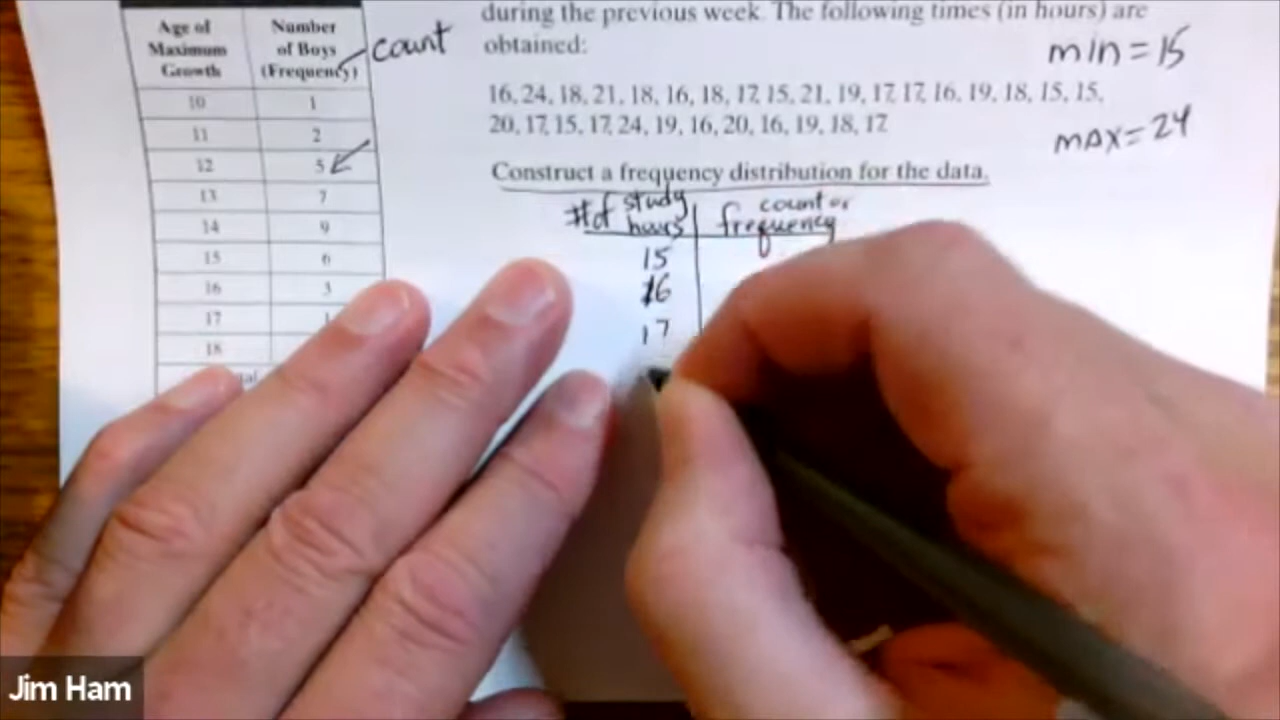 Age of
Maximum
Growth
Number
of Boys
(Frequency)
count
10 1
11 2
12 5
13 7
14 9
15 6
16 3
17 1
18
during the previous week. The following times (in hours) are
obtained:
min = 15
16, 24, 18, 21, 18, 16, 18, 17, 15, 21, 19, 17, 17, 16, 19, 18, 15, 15,
20, 17, 15, 17, 24, 19, 16, 20, 16, 19, 18, 17.
max = 24
Construct a frequency distribution for the data.
# of study
hours
count or
frequency
15
16
17
Jim Ham